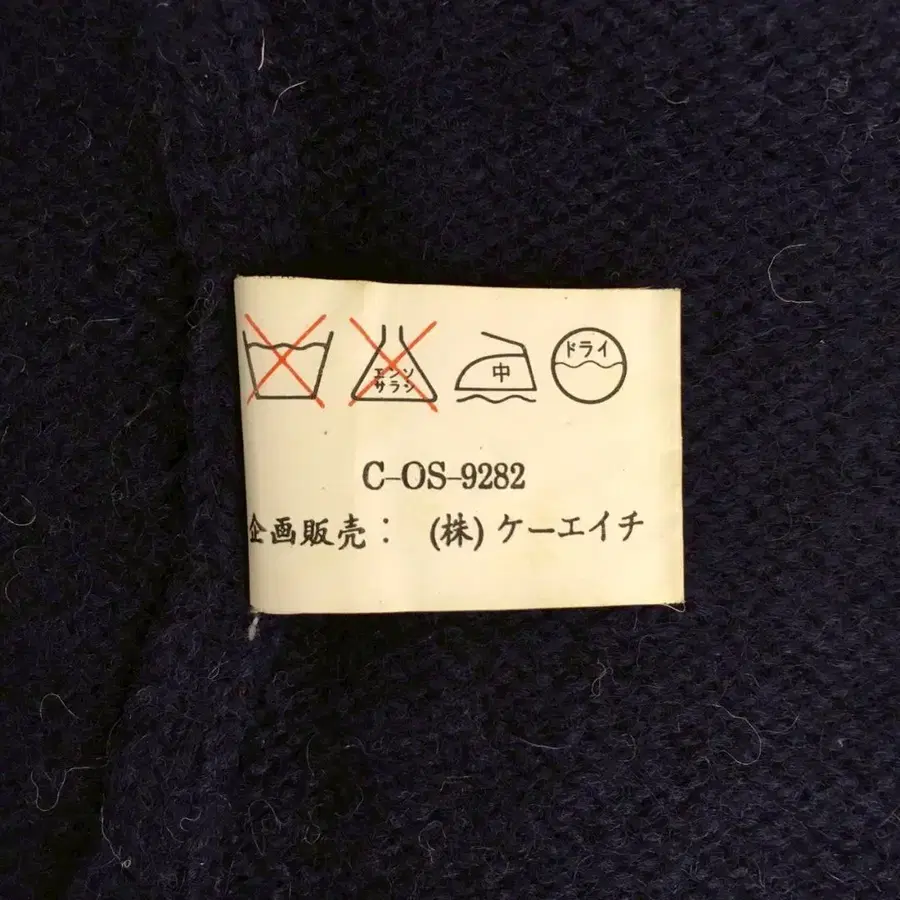 エンソ
サラシ
中
ドライ
C-OS-9282
企画販売： (株)ケーエイチ